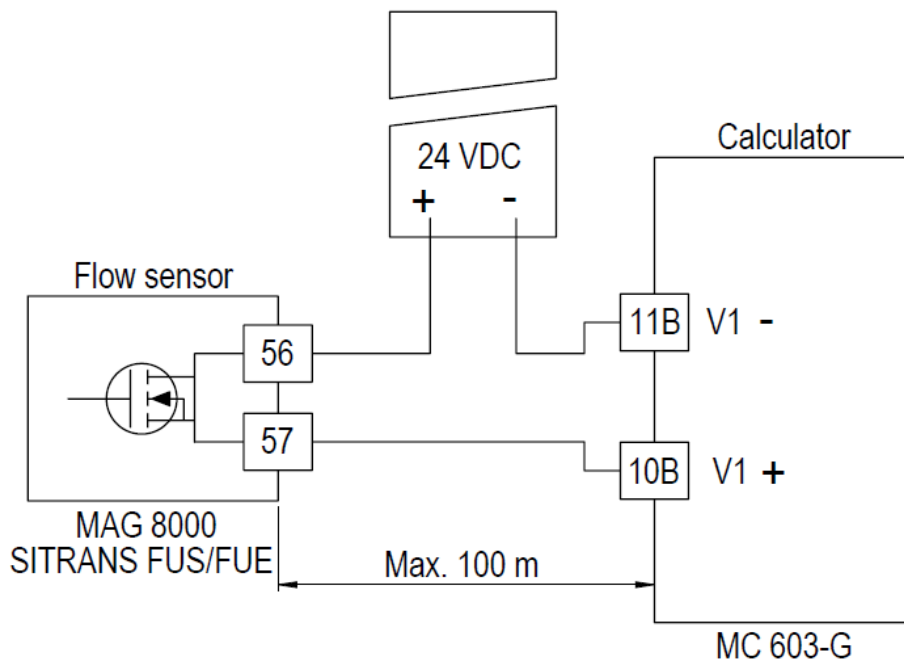 24 VDC
+ -
Calculator
Flow sensor
56
11B V1 -
57
10B V1 +
MAG 8000
SITRANS FUS/FUE
Max. 100 m
MC 603-G